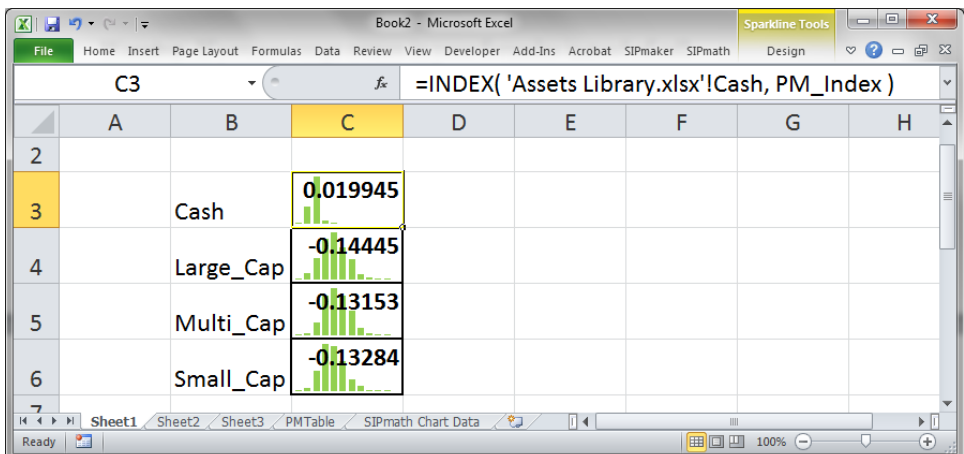 Book2 - Microsoft Excel Sparkline Tools
File Home Insert Page Layout Formulas Data Review View Developer Add-Ins Acrobat SIPmaker SIPmath Design
C3 fx =INDEX( 'Assets Library.xlsx'!Cash, PM_Index )
A B C D E F G H
2
3 Cash 0.019945
4 Large_Cap -0.14445
5 Multi_Cap -0.13153
6 Small_Cap -0.13284
7
Sheet1 Sheet2 Sheet3 PMTable SIPmath Chart Data
Ready 100%